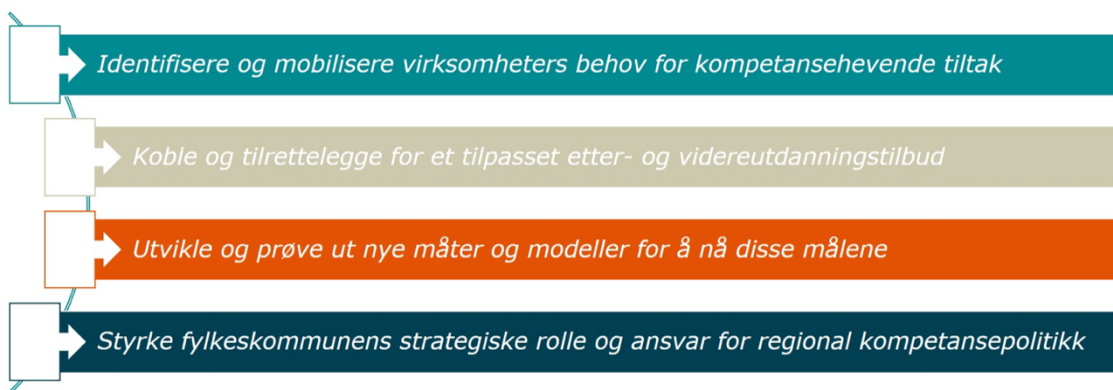 Identifisere og mobilisere virksomheters behov for kompetansehevende tiltak
Koble og tilrettelegge for et tilpasset etter- og videreutdanningstilbud
Utvikle og prøve ut nye måter og modeller for å nå disse målene
Styrke fylkeskommunens strategiske rolle og ansvar for regional kompetansepolitikk